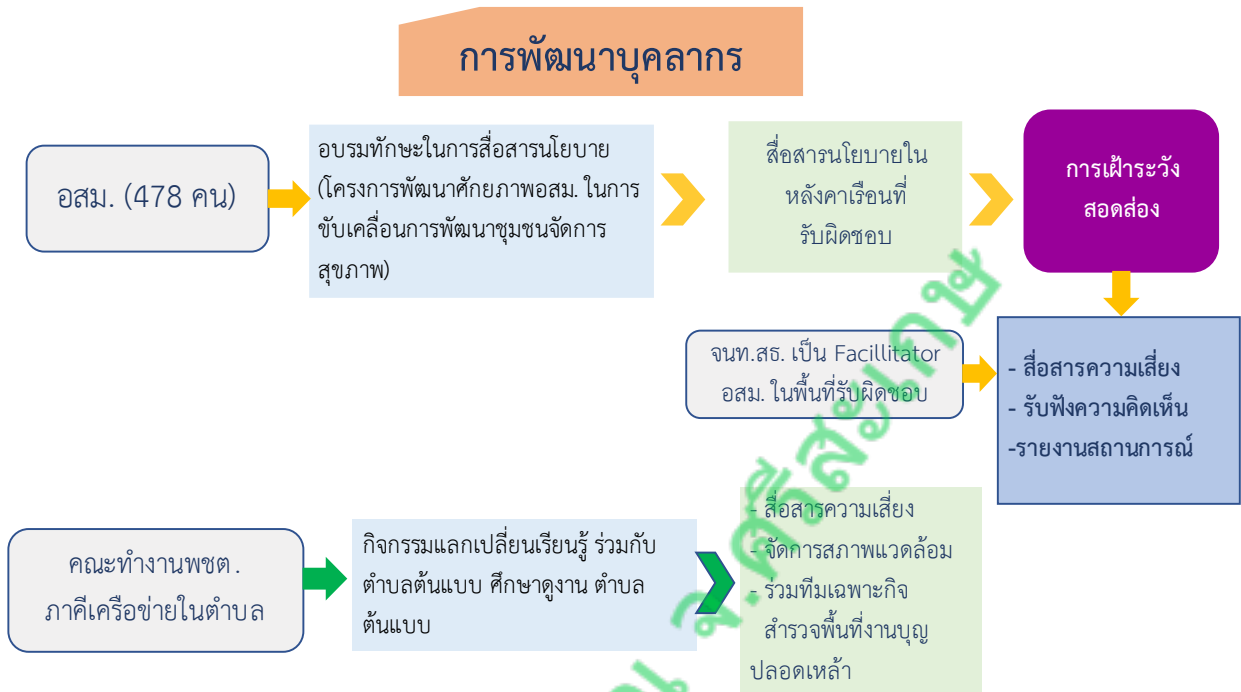 การพัฒนาบุคลากร
อสม. (478 คน)
อบรมทักษะในการสื่อสารนโยบาย
(โครงการพัฒนาศักยภาพอสม. ในการ
ขับเคลื่อนการพัฒนาชุมชนจัดการ
สุขภาพ)
สื่อสารนโยบายใน
หลังคาเรือนที่
รับผิดชอบ
การเฝ้าระวัง
สอดส่อง
จนท.สธ. เป็น Facillitator
อสม. ในพื้นที่รับผิดชอบ
- สื่อสารความเสี่ยง
- รับฟังความคิดเห็น
-รายงานสถานการณ์
คณะทำงานพชต.
ภาคีเครือข่ายในตำบล
กิจกรรมแลกเปลี่ยนเรียนรู้ ร่วมกับ
ตำบลต้นแบบ ศึกษาดูงาน ตำบล
ต้นแบบ
- สื่อสารความเสี่ยง
- จัดการสภาพแวดล้อม
- ร่วมทีมเฉพาะกิจ
สำรวจพื้นที่งานบุญ
ปลอดเหล้า
จ.ศรีสะเกษ